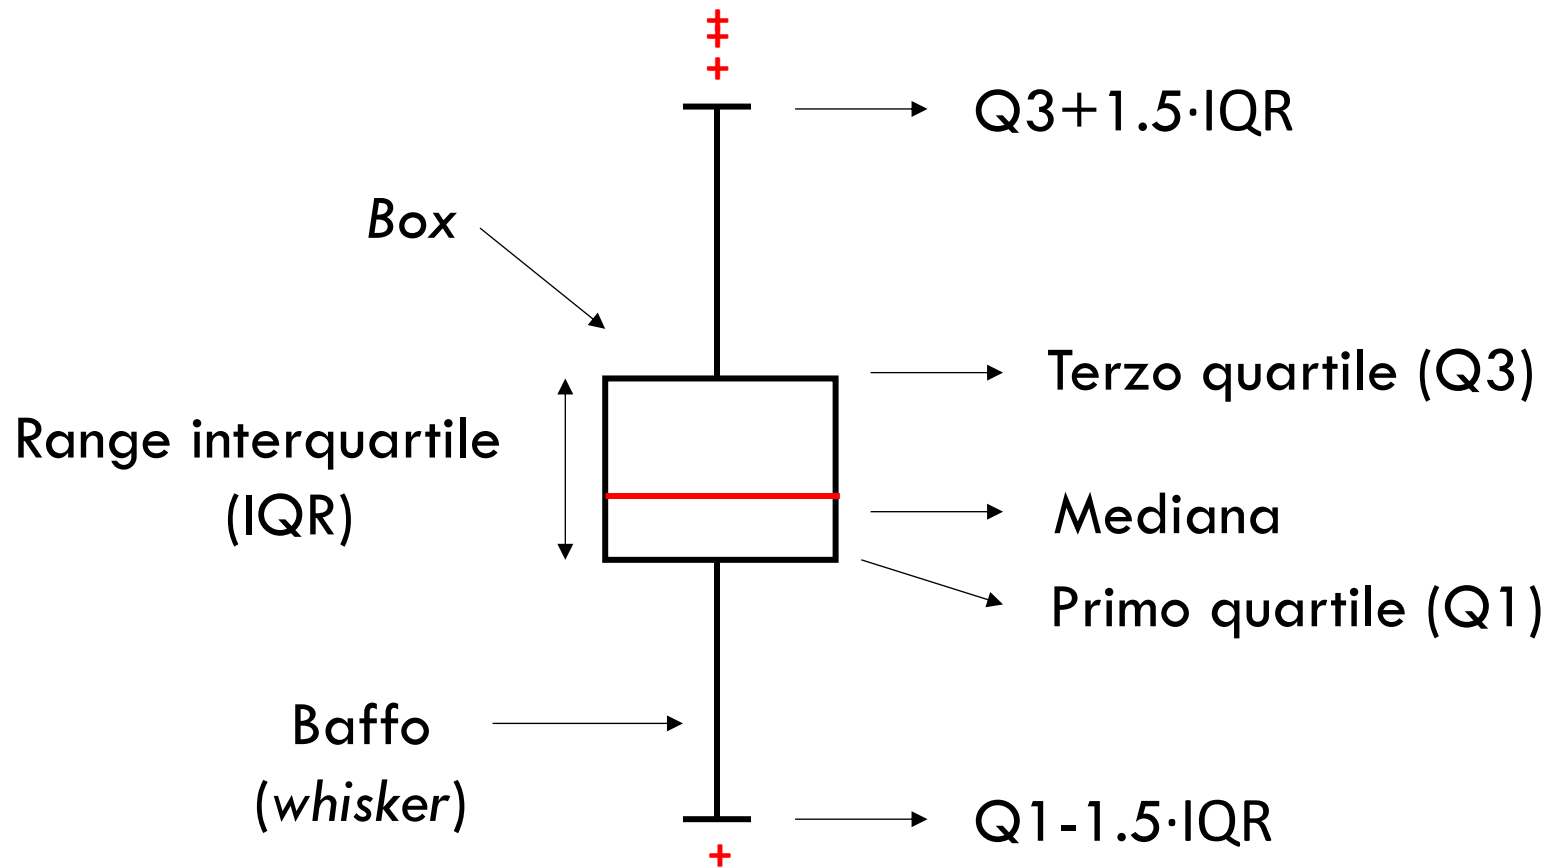 Q3+1.5·IQR
Box
Terzo quartile (Q3)
Range interquartile
(IQR)
Mediana
Primo quartile (Q1)
Baffo
(whisker)
Q1-1.5·IQR